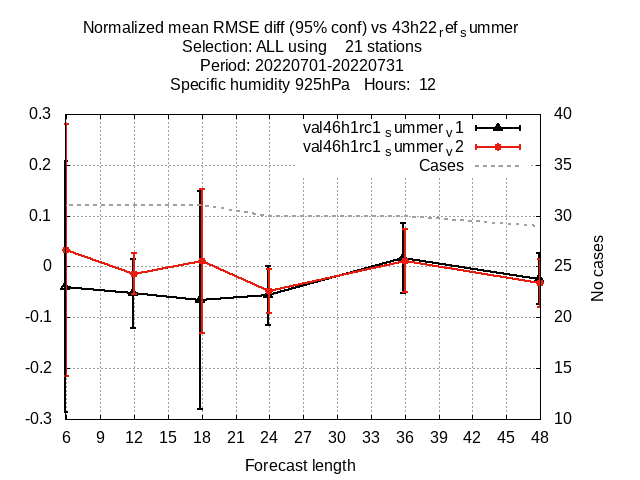 Normalized mean RMSE diff (95% conf) vs 43h22refsummer
Selection: ALL using 21 stations
Period: 20220701-20220731
Specific humidity 925hPa Hours: 12
val46h1rc1summerv1
val46h1rc1summerv2
Cases
0.3
0.2
0.1
0
-0.1
-0.2
-0.3
40
35
30
25
20
15
10
No cases
6 9 12 15 18 21 24 27 30 33 36 39 42 45 48
Forecast length